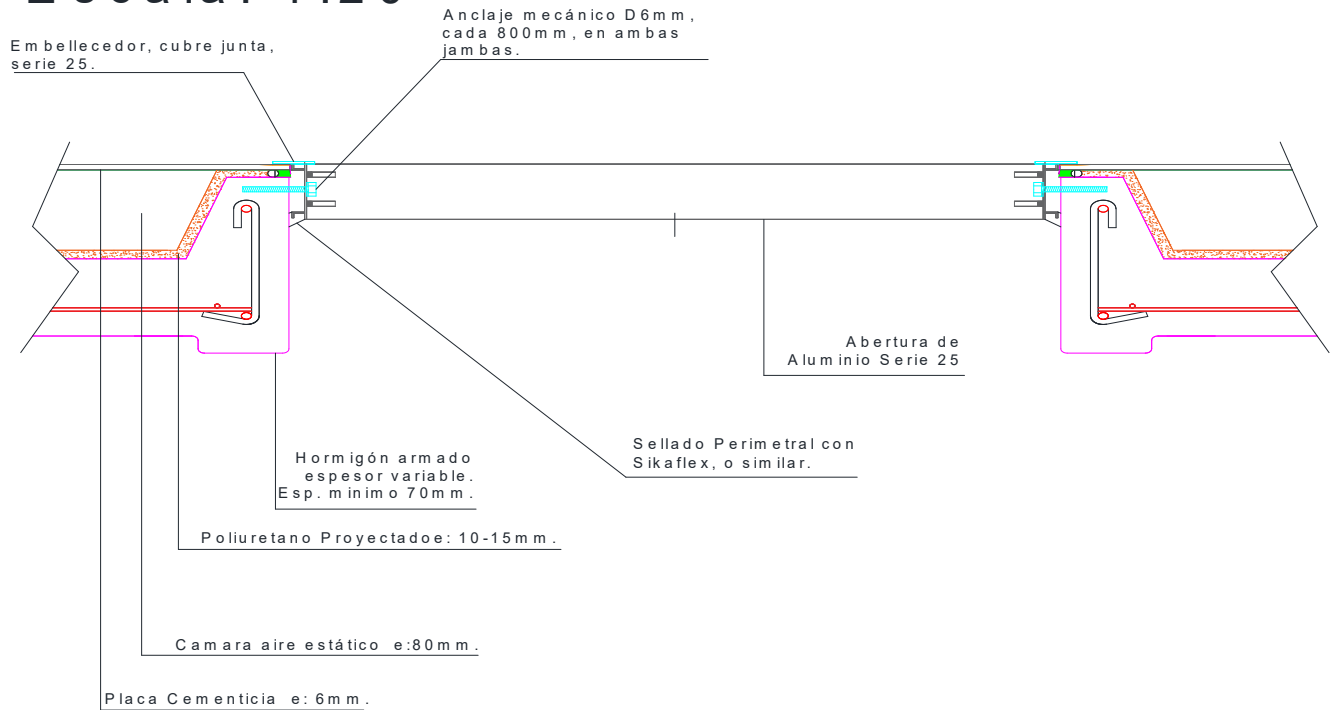 Anclaje mecánico D6mm,
cada 800mm, en ambas
jambas.
Embellecedor, cubre junta,
serie 25.
Abertura de
Aluminio Serie 25
Sellado Perimetral con
Sikaflex, o similar.
Hormigón armado
espesor variable.
Esp. minimo 70mm.
Poliuretano Proyectadoe: 10-15mm.
Camara aire estático e:80mm.
Placa Cementicia e: 6mm.